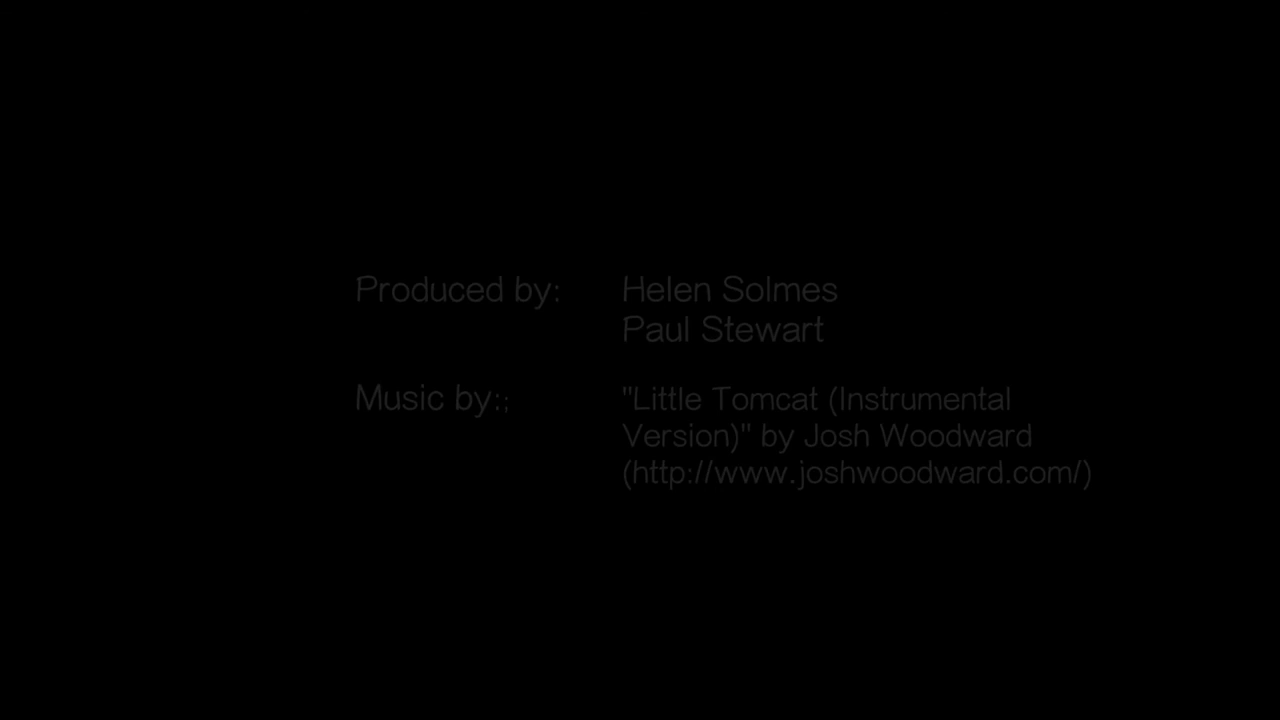 Produced by: Helen Solmes
Paul Stewart
Music by:; "Little Tomcat (Instrumental
Version)" by Josh Woodward
(http://www.joshwoodward.com/)